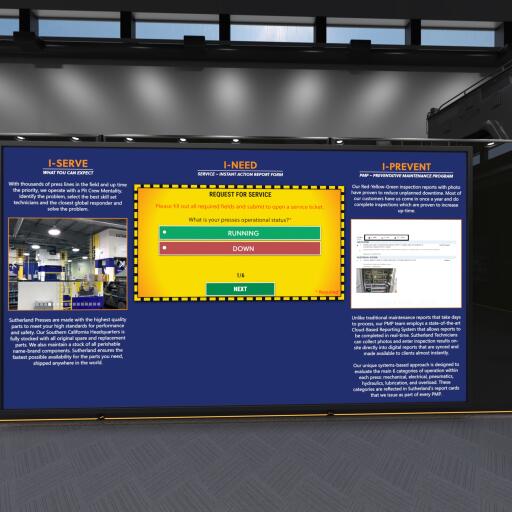 I-SERVE
WHAT YOU CAN EXPECT
With thousands of press lines in the field and up time
the priority, we operate with a Pit Crew Mentality,
identify the problem, select the best skill set
technicians and the closest global responder and
solve the problem.
Sutherland Presses are made with the highest quality
parts to meet your high standards for performance
and safety. Our Southern California Headquarters is
fully stocked with all original spare and replacement
parts. We also maintain a stock of all perishable
name-brand components. Sutherland ensures the
fastest possible availability for the parts you need,
shipped anywhere in the world.
I-NEED
SERVICE - INSTANT ACTION REPORT FORM
REQUEST FOR SERVICE
Please fill out all required fields and submit to open a service ticket.
What is your presses operational status?*
RUNNING
DOWN
1/6
NEXT
* Required
I-PREVENT
PMP - PREVENTIVE MAINTENANCE PROGRAM
Our Red-Yellow-Green inspection reports with photo
have proven to reduce unplanned downtime. Most of
our customers have us come in once a year and do
complete inspections which are proven to increase
up-time.
Unlike traditional maintenance reports that take days
to process, our PMP team employs a state-of-the-art
Cloud-Based Reporting System that allows reports to
be completed in real-time. Sutherland Technicians
can collect photos and enter inspection results on-
site directly into digital reports that are synced and
made available to clients almost instantly.
Our unique systems-based approach is designed to
evaluate the main 6 categories of operation within
each press: mechanical, electrical, pneumatics,
hydraulics, lubrication, and overload. These
categories are reflected in Sutherland's report cards
that we issue as part of every PMP.